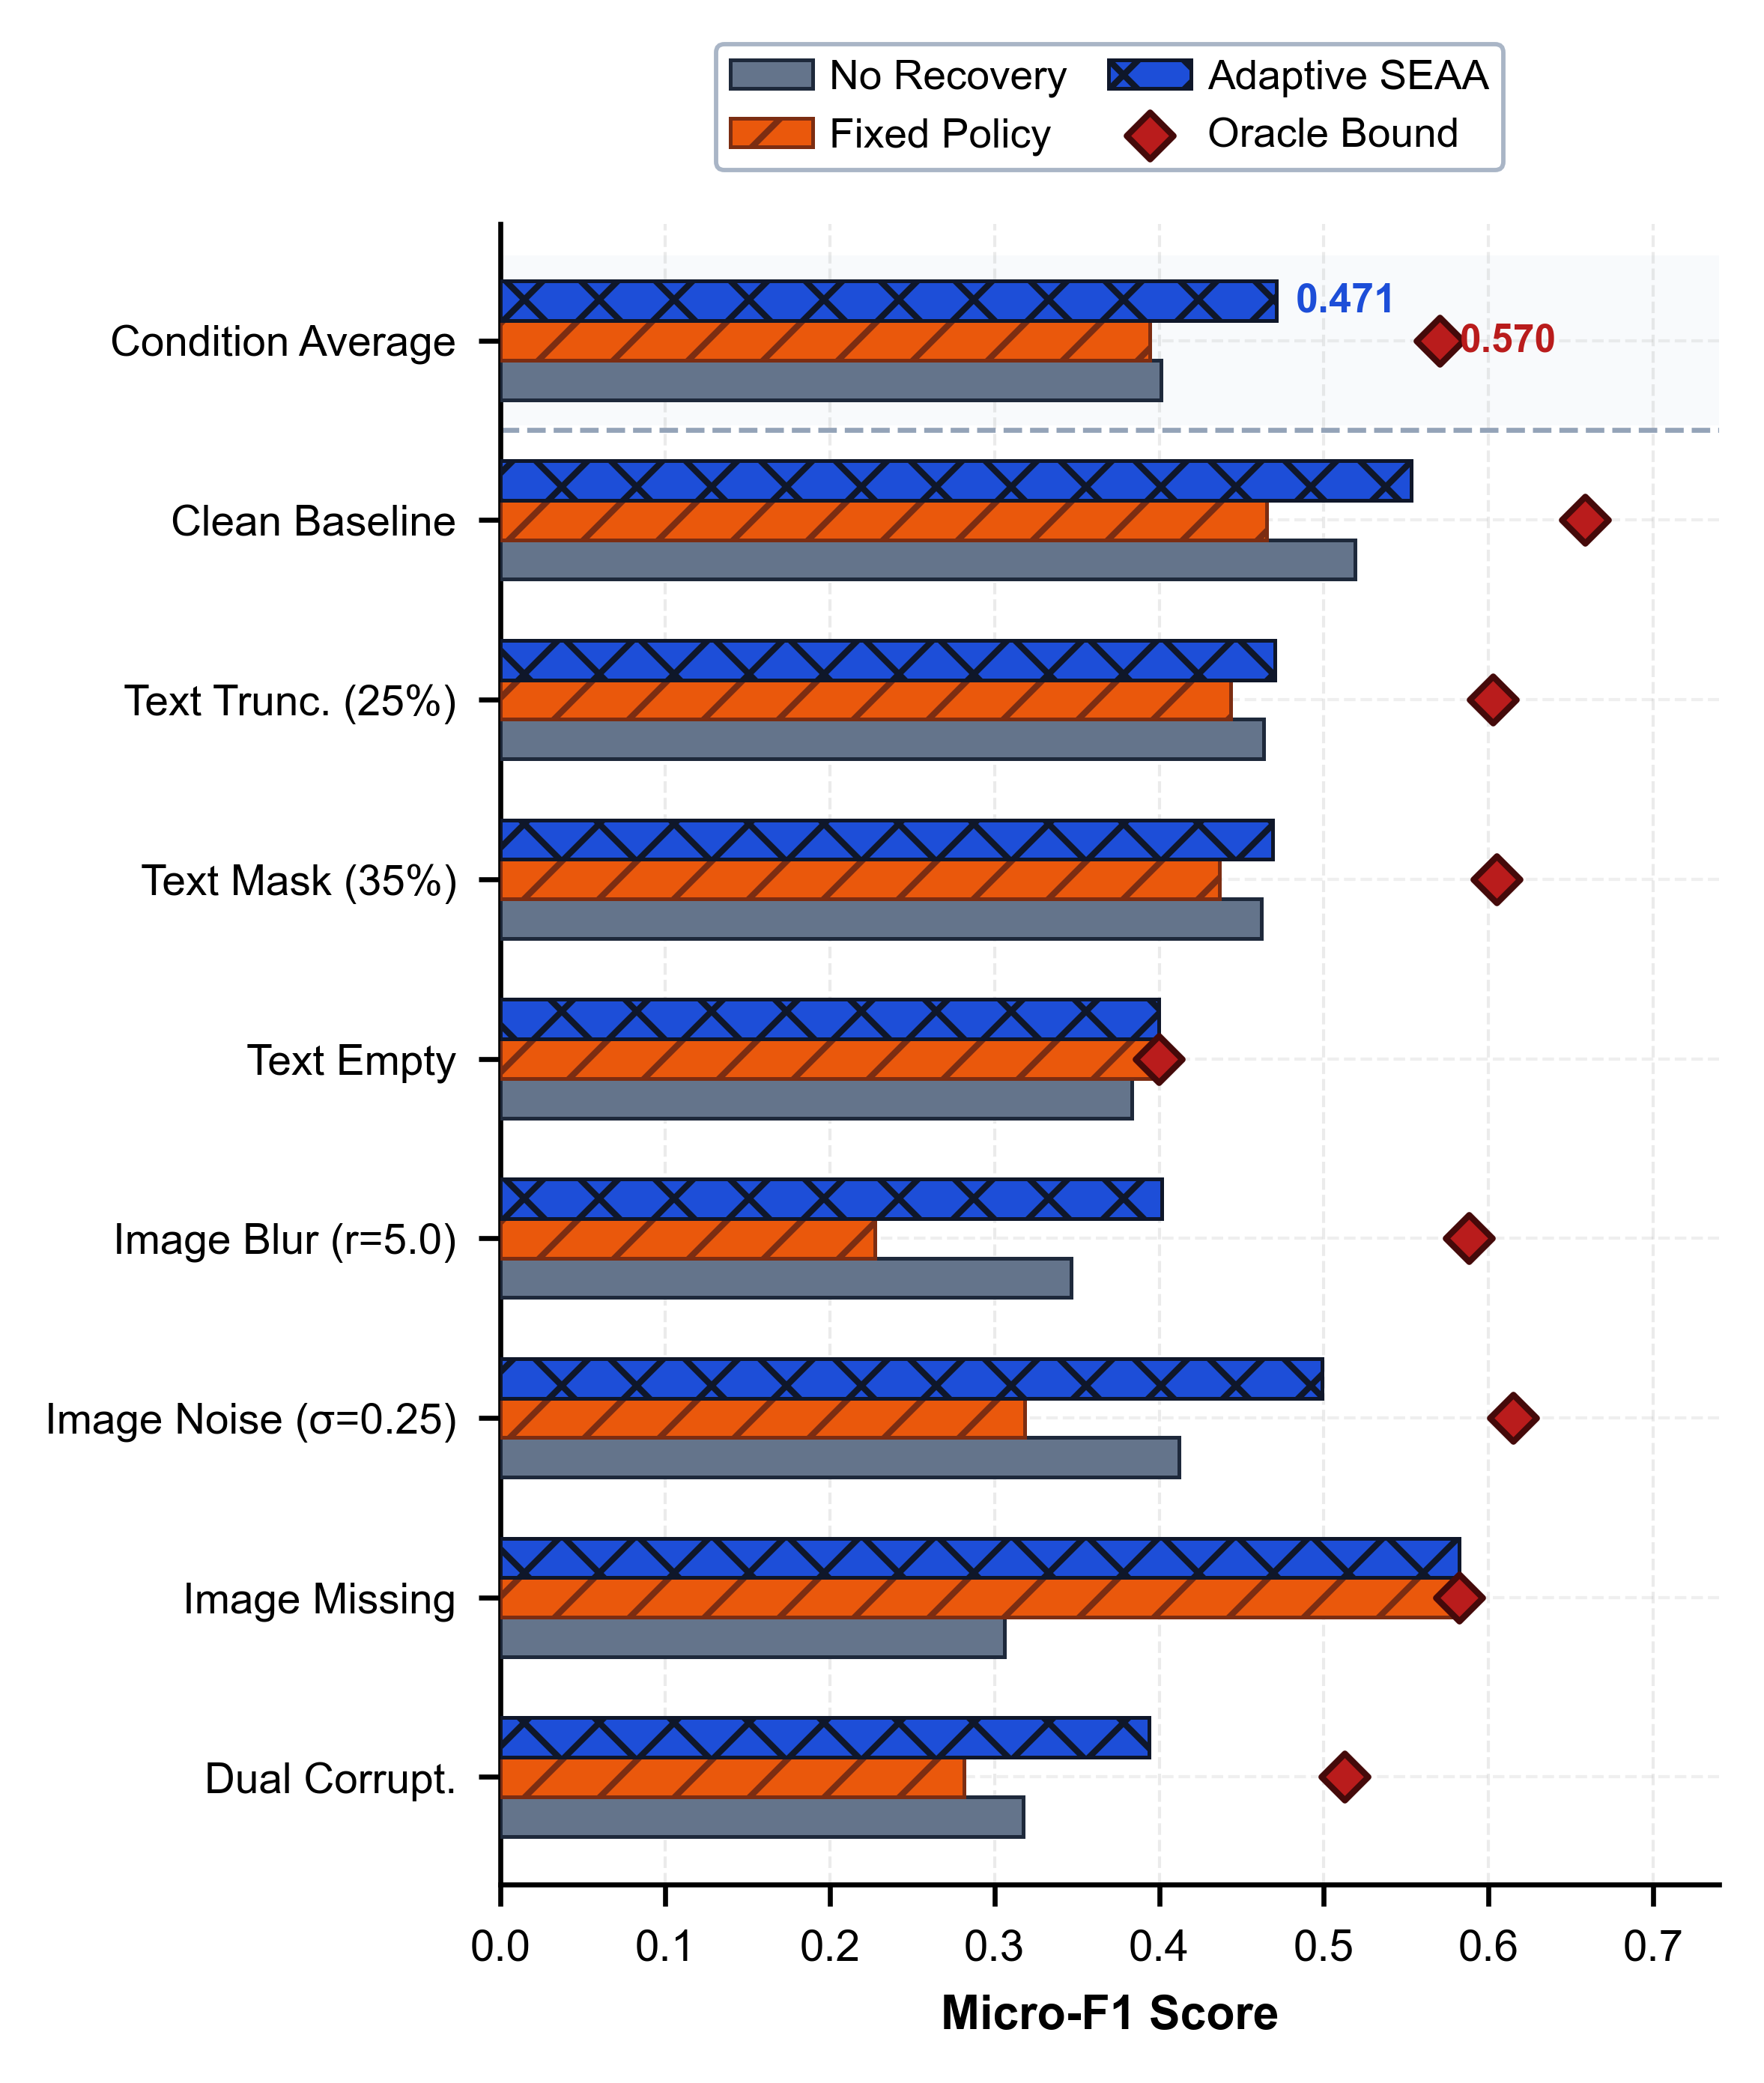 No Recovery
Fixed Policy
Adaptive SEAA
Oracle Bound
Condition Average
0.471
0.570
Clean Baseline
Text Trunc. (25%)
Text Mask (35%)
Text Empty
Image Blur (r=5.0)
Image Noise (σ=0.25)
Image Missing
Dual Corrupt.
0.0 0.1 0.2 0.3 0.4 0.5 0.6 0.7
Micro-F1 Score